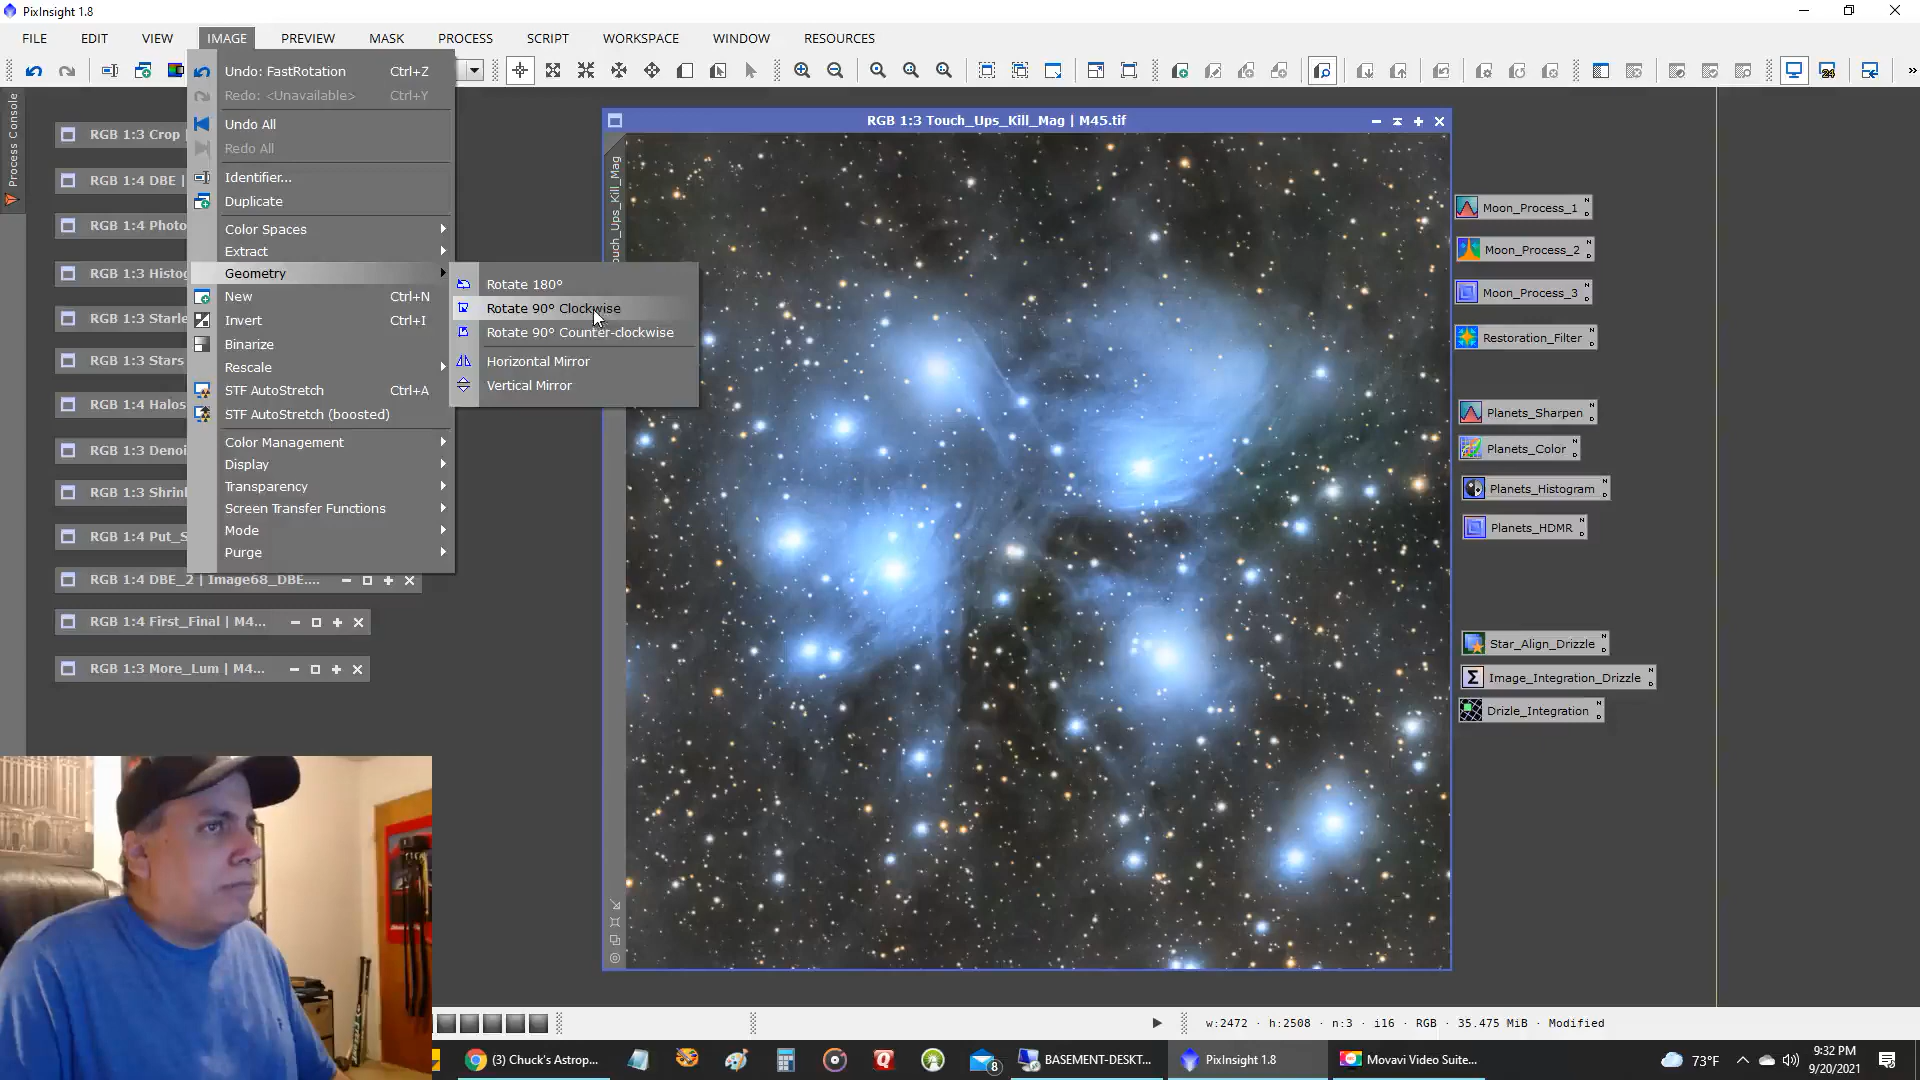 PixInsight 1.8
FILE EDIT VIEW IMAGE PREVIEW MASK PROCESS SCRIPT WORKSPACE WINDOW RESOURCES
Undo: FastRotation Ctrl+Z
Redo: <Unavailable> Ctrl+Y
Undo All
Redo All
Identifier...
Duplicate
Color Spaces
Extract
Geometry
New Ctrl+N
Invert Ctrl+I
Binarize
Rescale
STF AutoStretch Ctrl+A
STF AutoStretch (boosted)
Color Management
Display
Transparency
Screen Transfer Functions
Mode
Purge
Rotate 180º
Rotate 90º Clockwise
Rotate 90º Counter-clockwise
Horizontal Mirror
Vertical Mirror
Process Console
RGB 1:3 Crop |
RGB 1:4 DBE |
RGB 1:4 Photo
RGB 1:3 Histog
RGB 1:3 Starle
RGB 1:3 Stars
RGB 1:4 Halos
RGB 1:3 Denoi
RGB 1:3 Shrin
RGB 1:4 Put_S
RGB 1:4 DBE_2 | Image68_DBE....
RGB 1:4 First_Final | M4...
RGB 1:3 More_Lum | M4...
RGB 1:3 Touch_Ups_Kill_Mag | M45.tif
ouch_Ups_Kill_Mag
Moon_Process_1
Moon_Process_2
Moon_Process_3
Restoration_Filter
Planets_Sharpen
Planets_Color
Planets_Histogram
Planets_HDMR
Star_Align_Drizzle
Image_Integration_Drizzle
Drizle_Integration
w:2472 · h:2508 · n:3 · i16 · RGB · 35.475 MiB · Modified
(3) Chuck's Astrop...
8
BASEMENT-DESKT...
PixInsight 1.8
Movavi Video Suite...
73°F
9:32 PM
9/20/2021